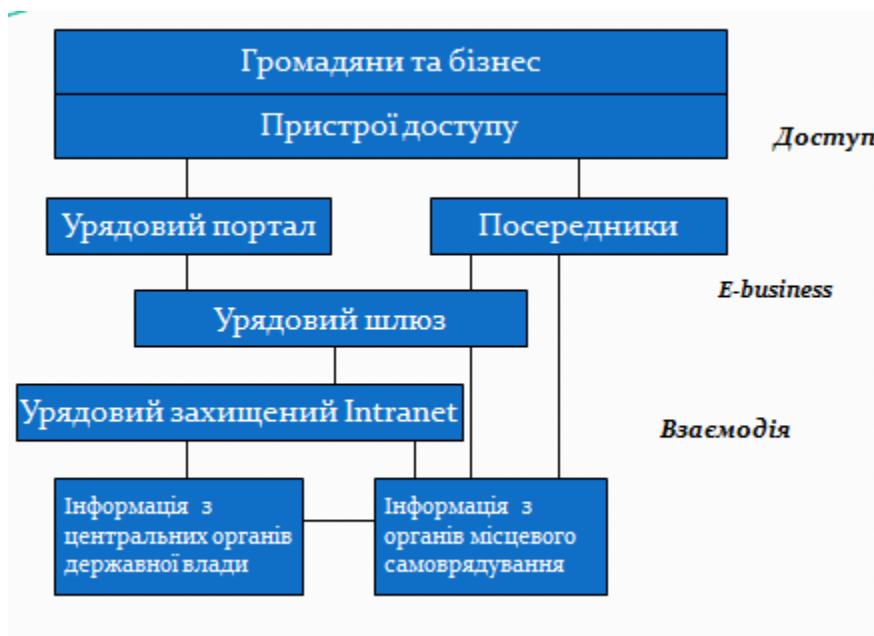 Громадяни та бізнес
Пристрої доступу
Доступ
Урядовий портал
Посередники
E-business
Урядовий шлюз
Урядовий захищений Intranet
Взаємодія
Інформація з
центральних органів
державної влади
Інформація з
органів місцевого
самоврядування